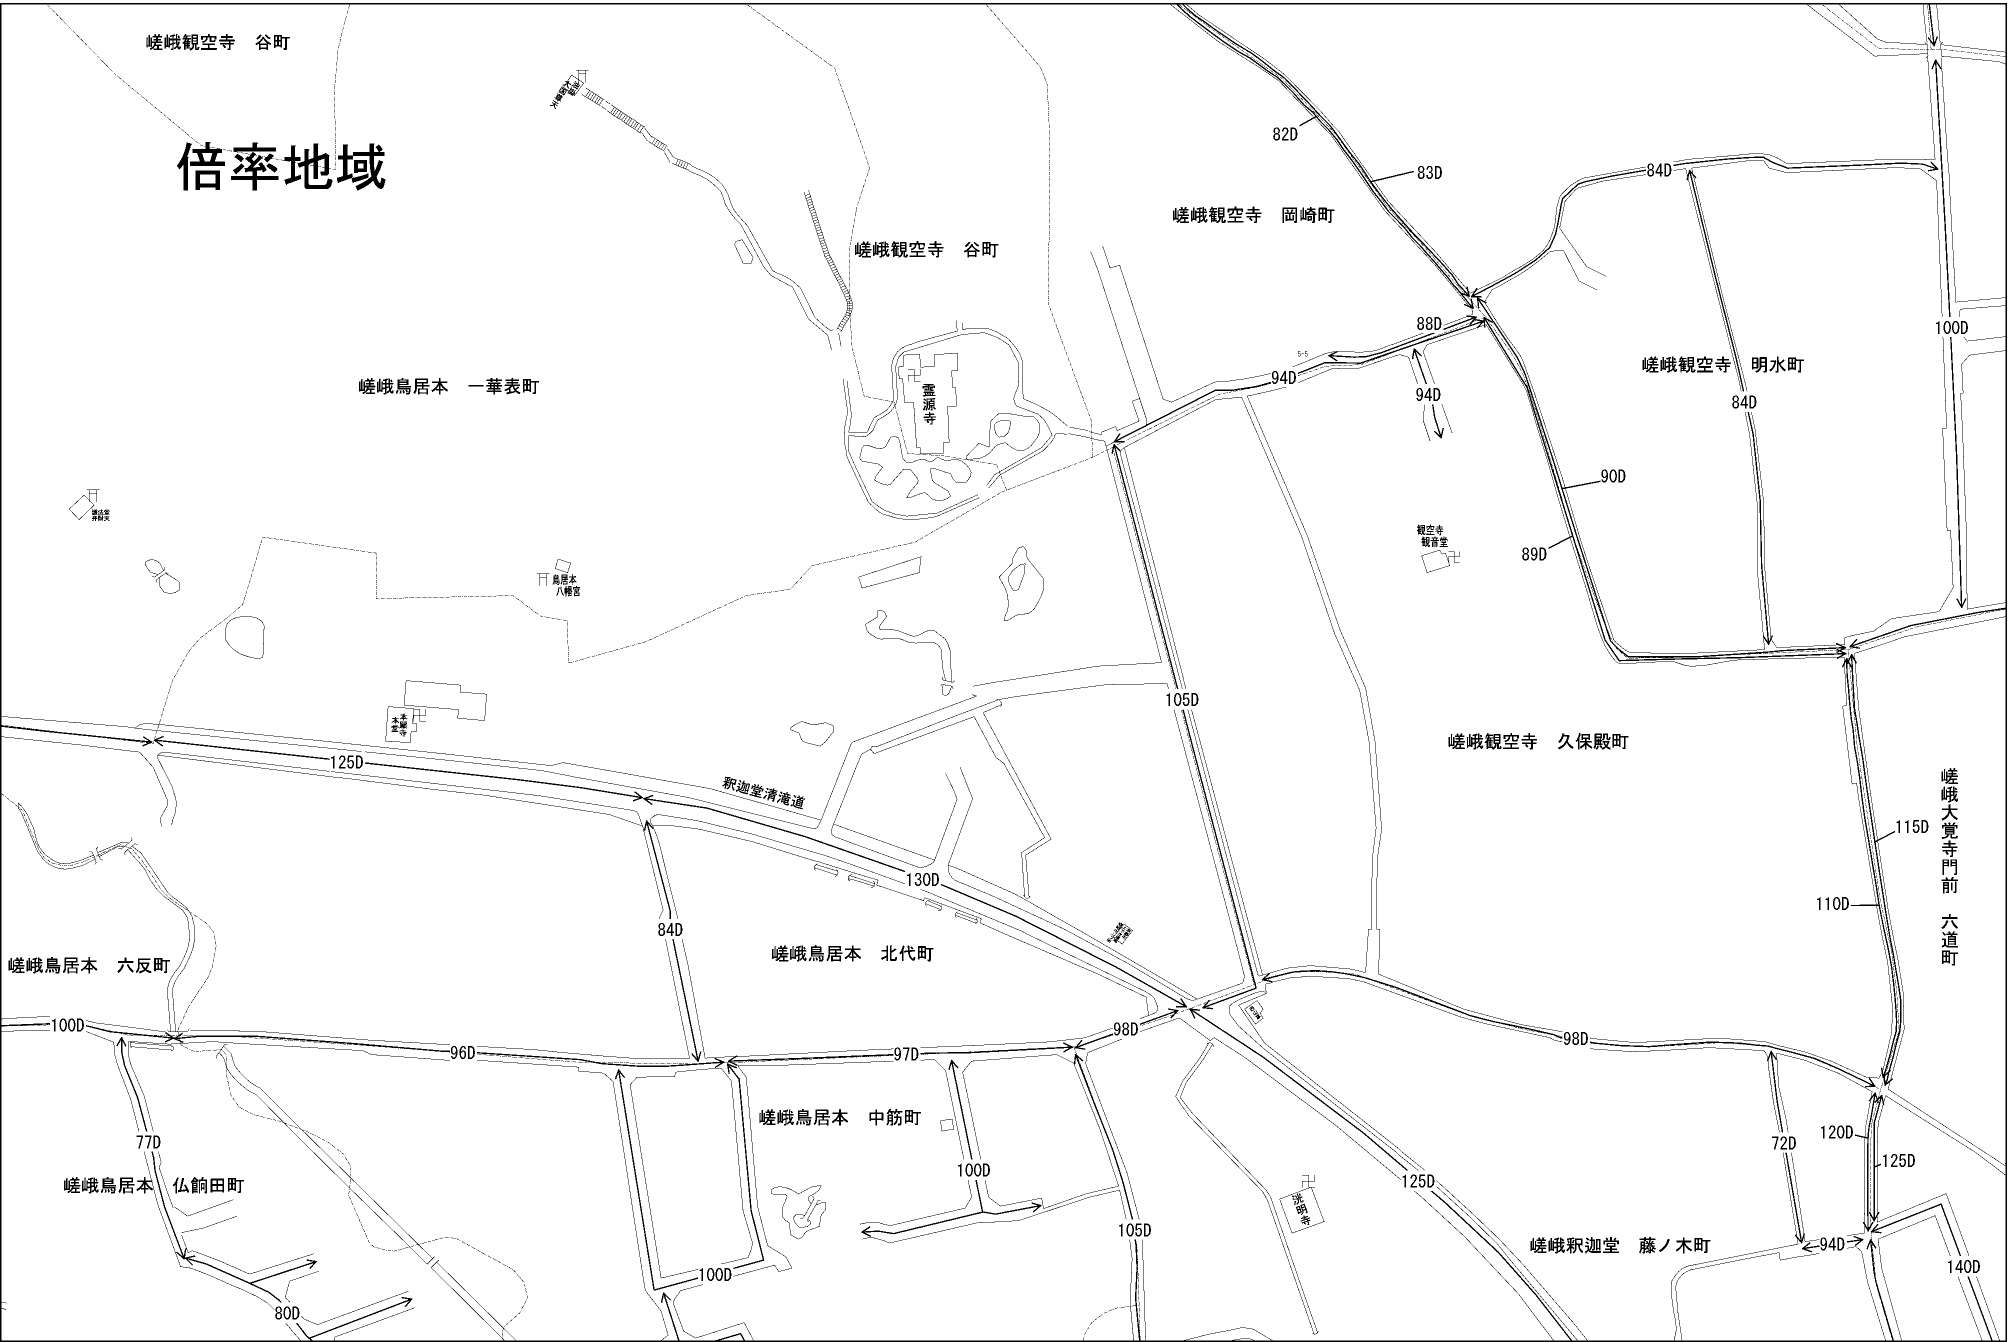 嵯峨観空寺　谷町
倍率地域
82D
83D
84D
嵯峨観空寺　岡崎町
嵯峨観空寺　谷町
88D
100D
5-5
嵯峨観空寺　明水町
94D
嵯峨鳥居本　一華表町
霊源寺
94D
84D
90D
観空寺
観音堂
89D
鳥居本
八幡宮
105D
本願寺
本堂
嵯峨観空寺　久保殿町
125D
釈迦堂清滝道
嵯峨大覚寺門前　六道町
115D
130D
110D
84D
嵯峨鳥居本　北代町
嵯峨鳥居本　六反町
100D
98D
98D
96D
97D
嵯峨鳥居本　中筋町
77D
72D
120D
125D
100D
125D
嵯峨鳥居本　仏餉田町
洸明寺
105D
嵯峨釈迦堂　藤ノ木町
94D
140D
100D
80D